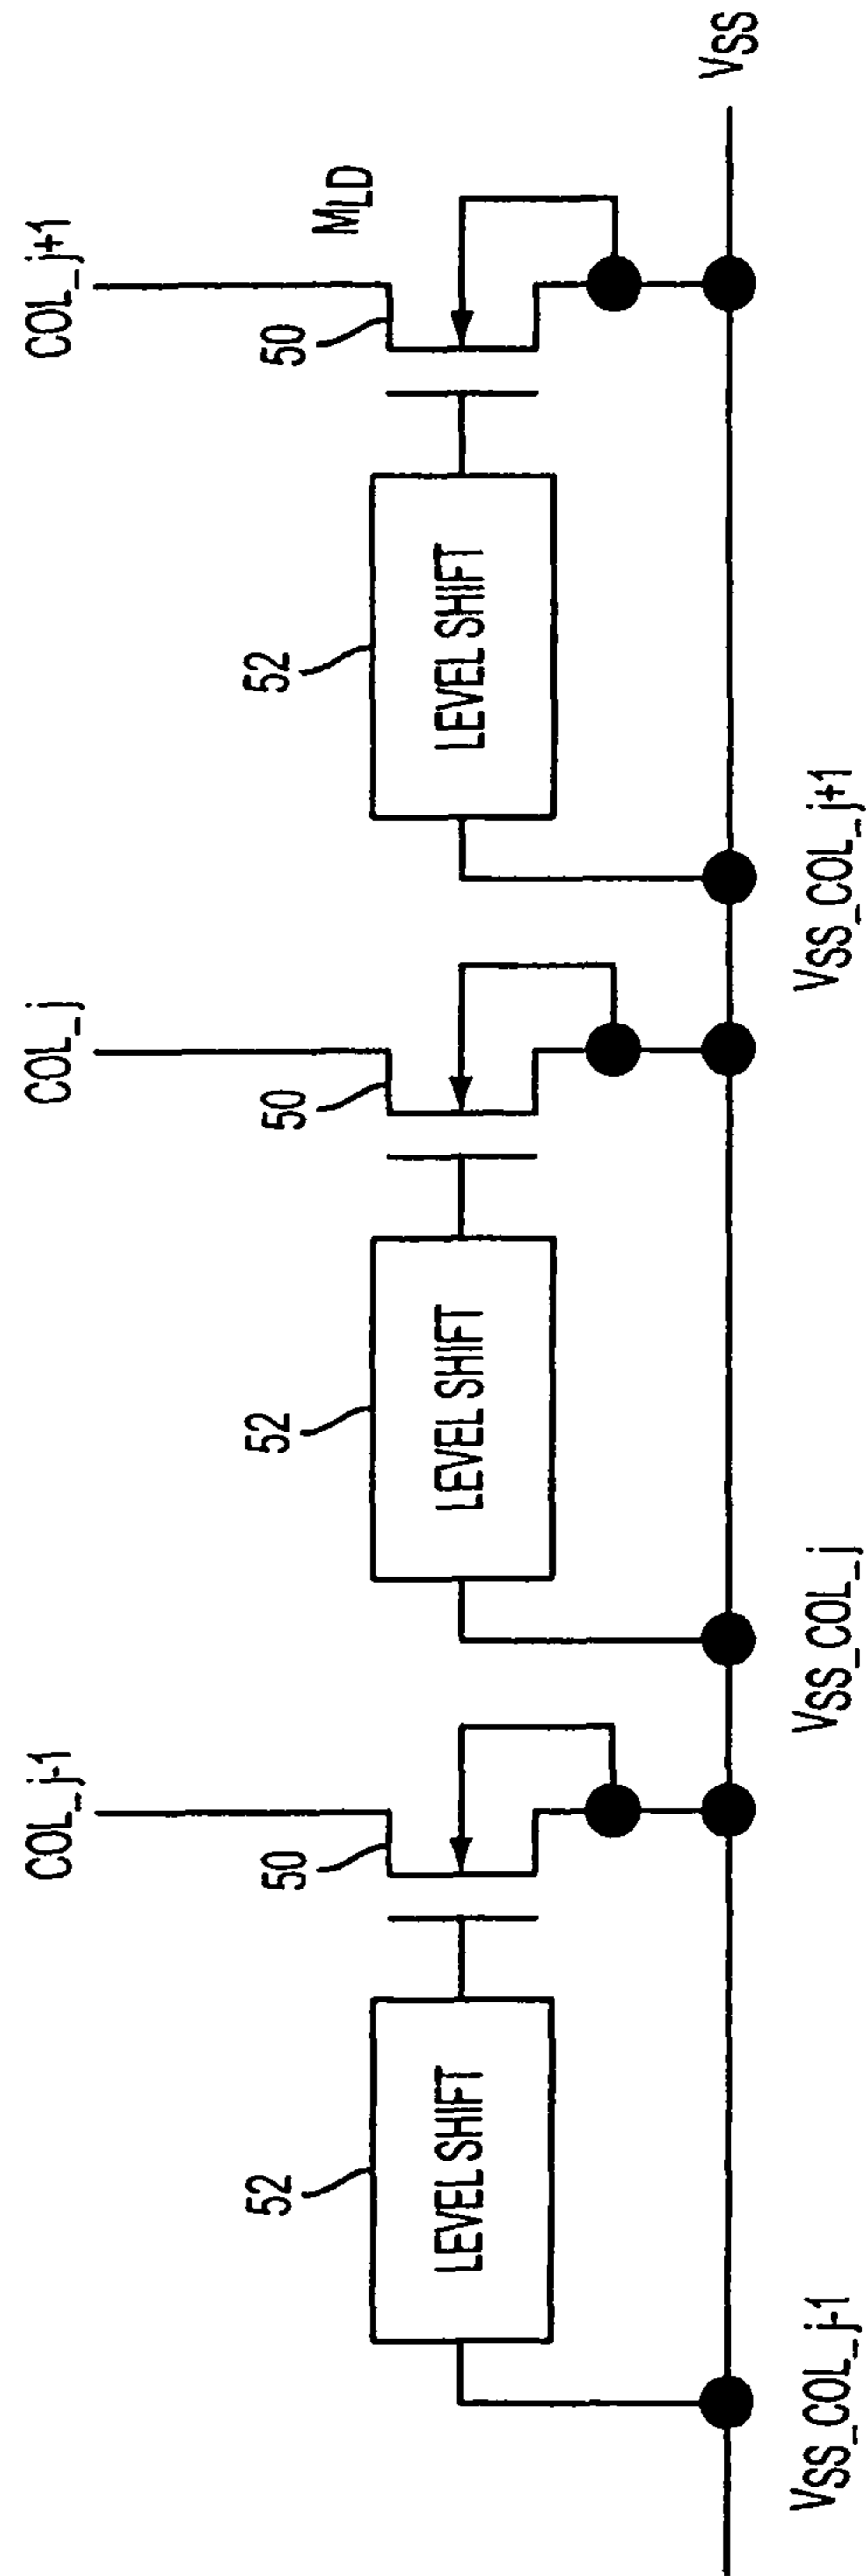 COL_j-1
COL_j
COL_j+1
50
50
50
MLD
52
52
52
LEVEL SHIFT
LEVEL SHIFT
LEVEL SHIFT
VSS
VSS_COL_j-1
VSS_COL_j
VSS_COL_j+1